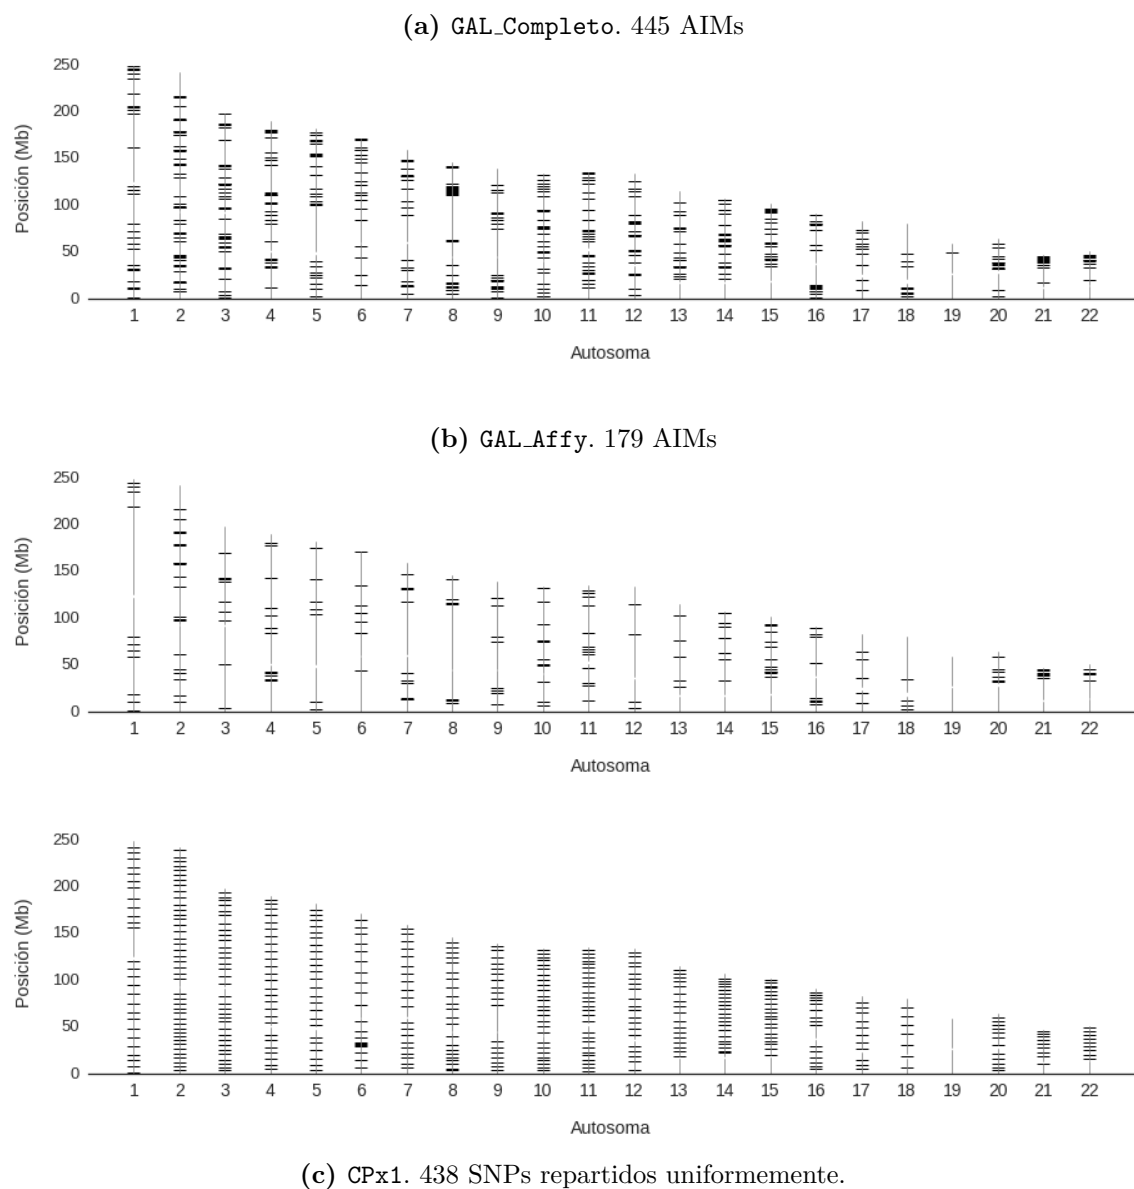 (a) GAL_Completo. 445 AIMs
250
200
150
100
50
0
Posición (Mb)
1 2 3 4 5 6 7 8 9 10 11 12 13 14 15 16 17 18 19 20 21 22
Autosoma
(b) GAL_Affy. 179 AIMs
250
200
150
100
50
0
Posición (Mb)
1 2 3 4 5 6 7 8 9 10 11 12 13 14 15 16 17 18 19 20 21 22
Autosoma
250
200
150
100
50
0
Posición (Mb)
1 2 3 4 5 6 7 8 9 10 11 12 13 14 15 16 17 18 19 20 21 22
Autosoma
(c) CPx1. 438 SNPs repartidos uniformemente.